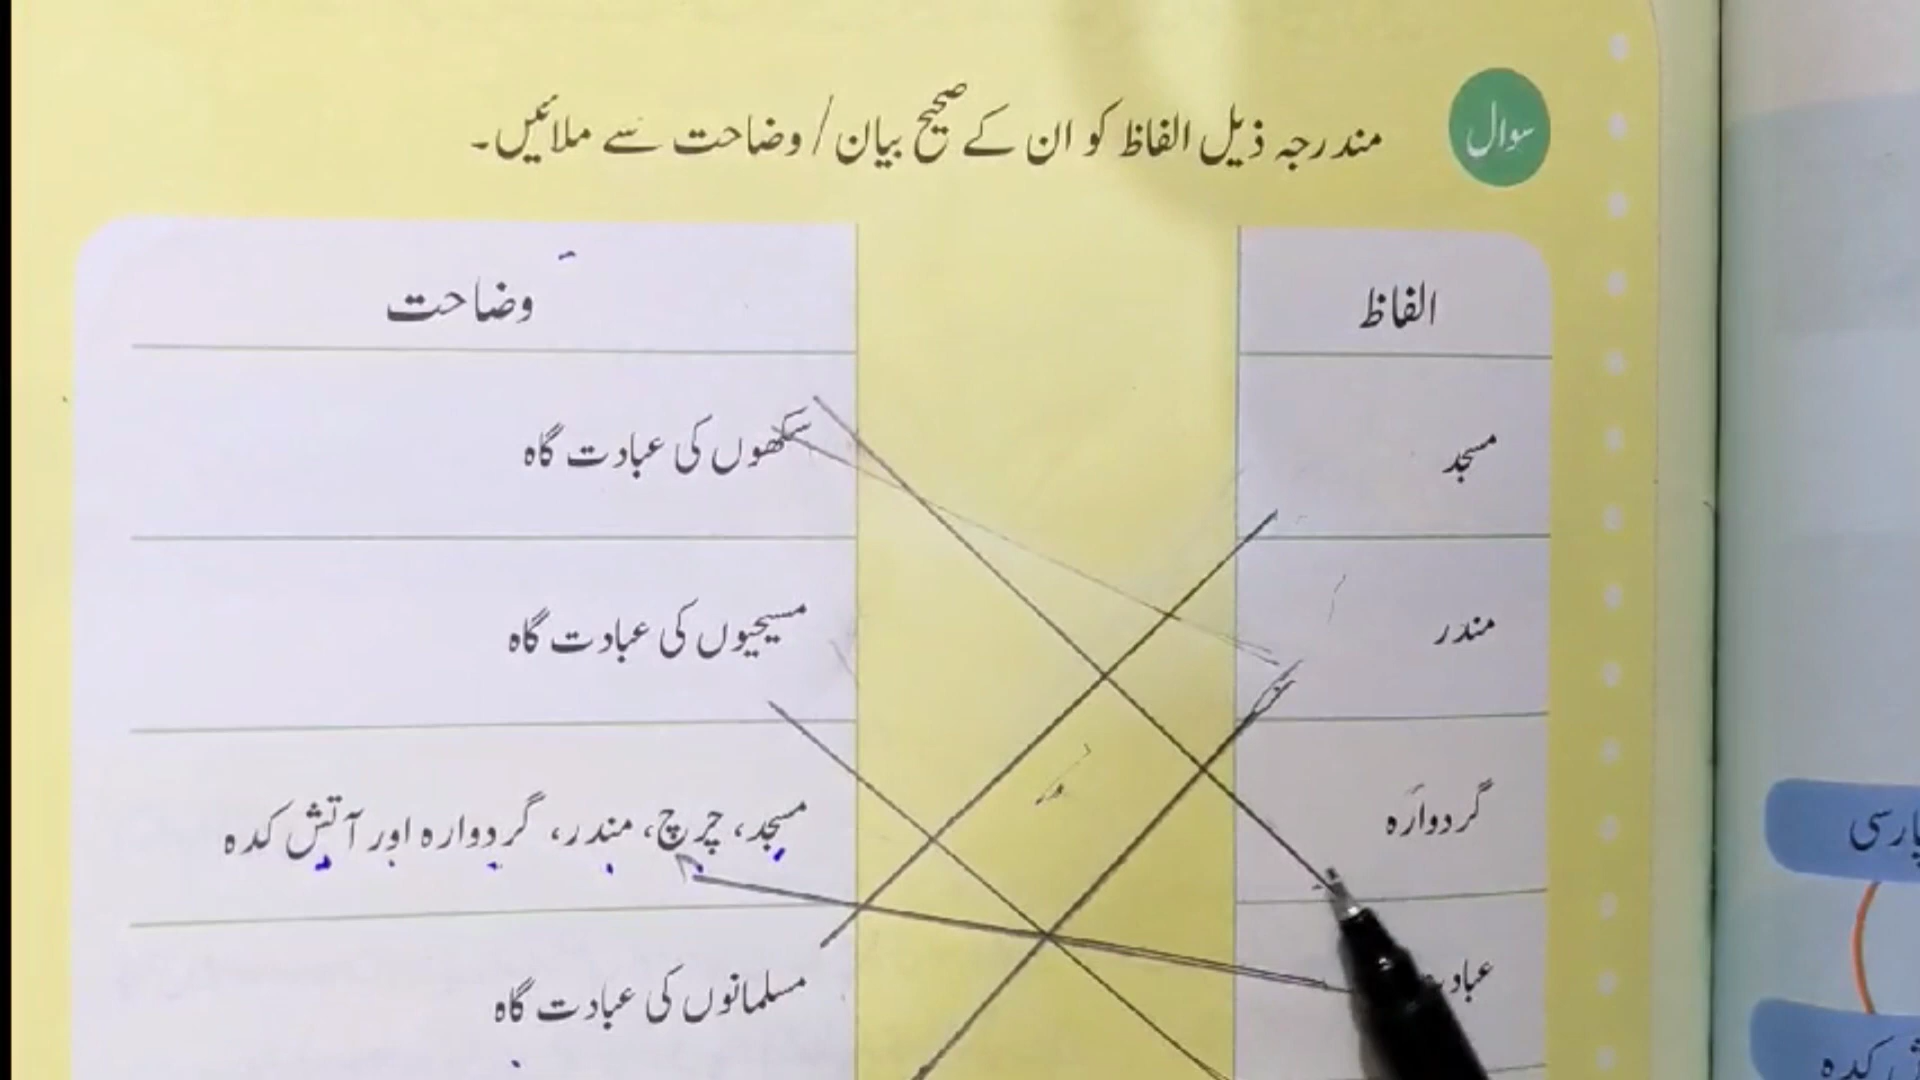 سوال
مندرجہ ذیل الفاظ کو ان کے صحیح بیان / وضاحت سے ملائیں۔
الفاظ
وضاحت
مسجد
سکھوں کی عبادت گاہ
مندر
مسیحیوں کی عبادت گاہ
گردوارہ
مسجد، چرچ، مندر، گردوارہ اور آتش کدہ
مسلمانوں کی عبادت گاہ